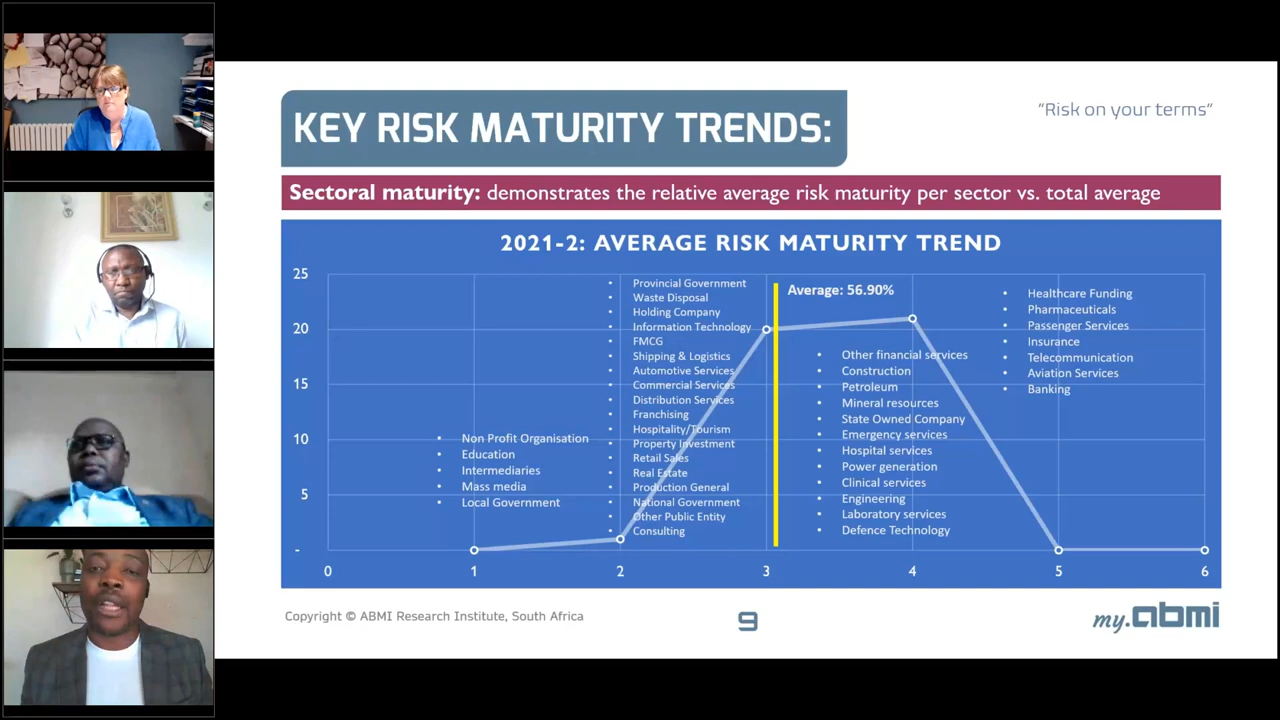 KEY RISK MATURITY TRENDS:
"Risk on your terms"
Sectoral maturity: demonstrates the relative average risk maturity per sector vs. total average
2021-2: AVERAGE RISK MATURITY TREND
25
20
15
10
5
-
Non Profit Organisation
Education
Intermediaries
Mass media
Local Government
Provincial Government
Waste Disposal
Holding Company
Information Technology
FMCG
Shipping & Logistics
Automotive Services
Commercial Services
Distribution Services
Franchising
Hospitality/Tourism
Property Investment
Retail Sales
Real Estate
Production General
National Government
Other Public Entity
Consulting
Average: 56.90%
Other financial services
Construction
Petroleum
Mineral resources
State Owned Company
Emergency services
Hospital services
Power generation
Clinical services
Engineering
Laboratory services
Defence Technology
Healthcare Funding
Pharmaceuticals
Passenger Services
Insurance
Telecommunication
Aviation Services
Banking
0 1 2 3 4 5 6
Copyright © ABMI Research Institute, South Africa
9
my.abmi